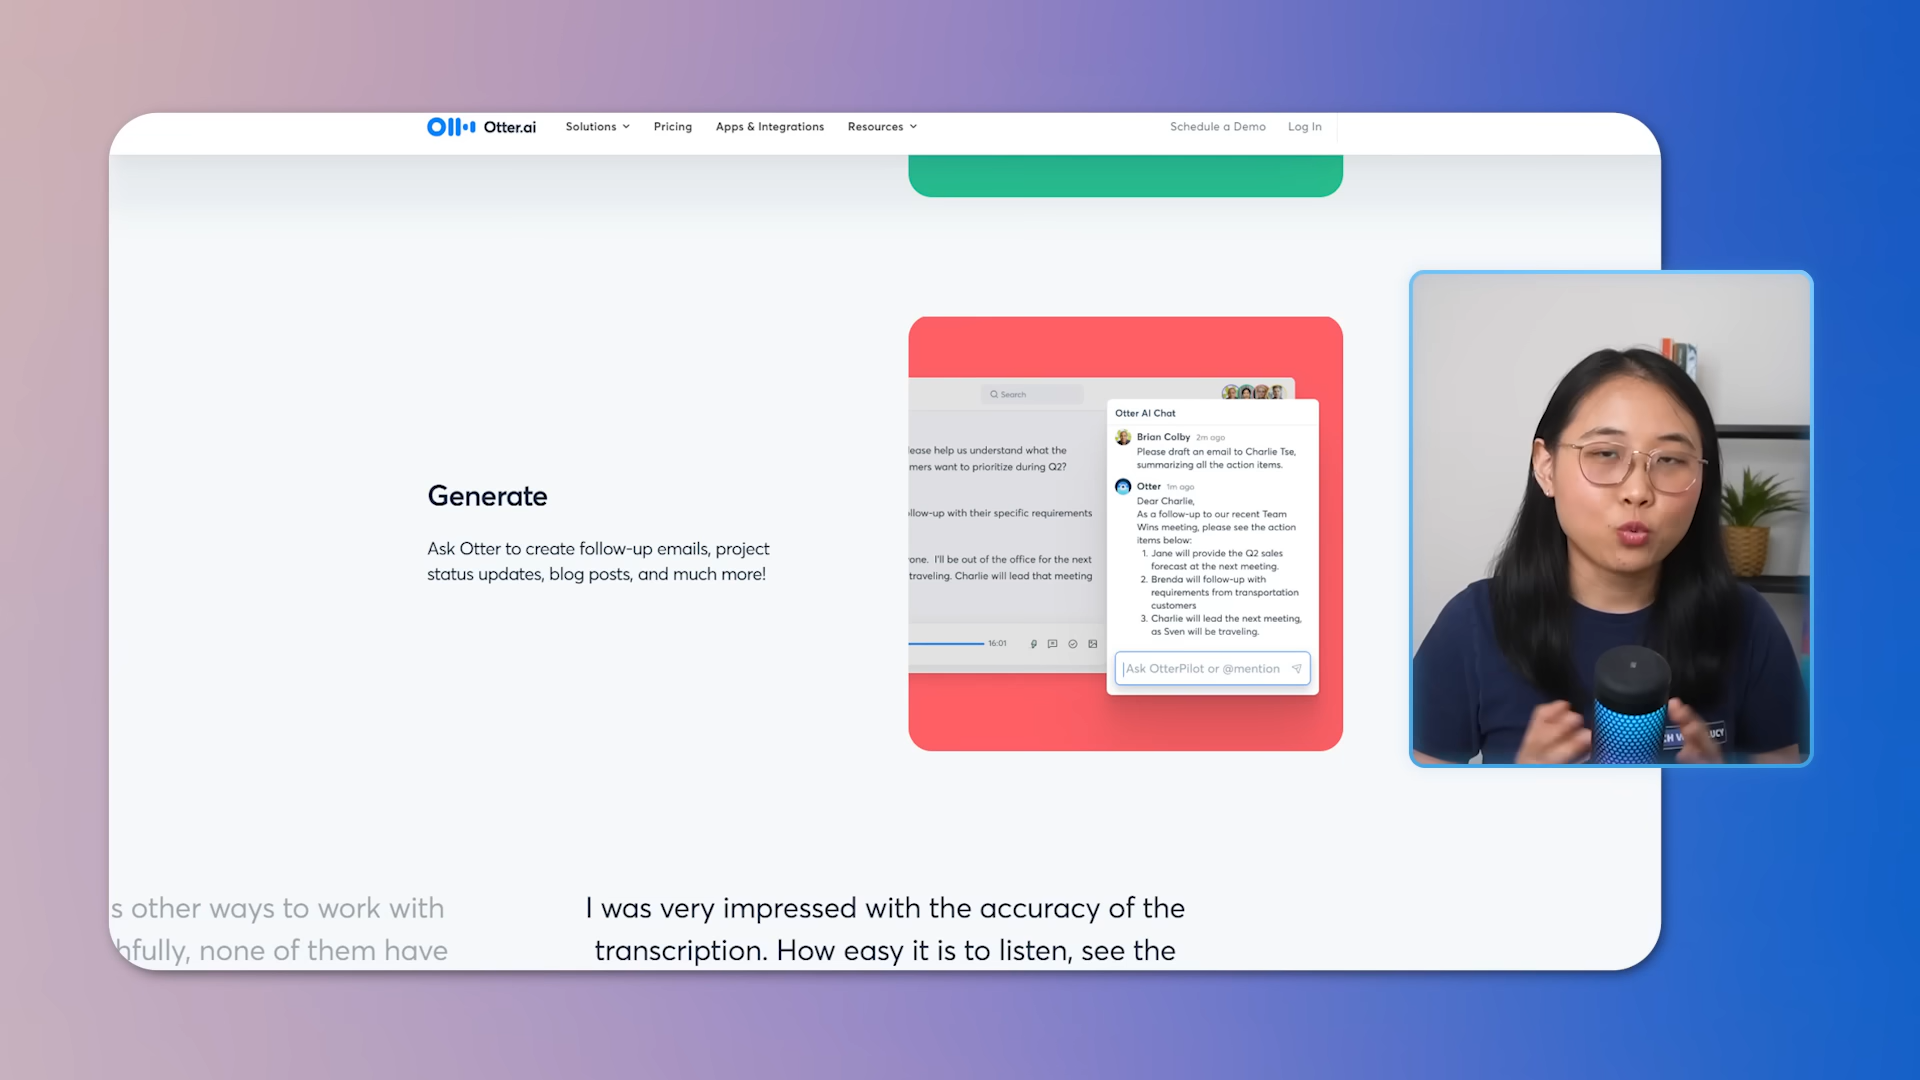 Otter.ai
Solutions
Pricing
Apps & Integrations
Resources
Schedule a Demo
Log In
Generate
Ask Otter to create follow-up emails, project
status updates, blog posts, and much more!
Search
lease help us understand what the
mers want to prioritize during Q2?
llow-up with their specific requirements
one. I'll be out of the office for the next
traveling. Charlie will lead that meeting
16:01
Otter AI Chat
Brian Colby 2m ago
Please draft an email to Charlie Tse,
summarizing all the action items.
Otter 1m ago
Dear Charlie,
As a follow-up to our recent Team
Wins meeting, please see the action
items below:
1. Jane will provide the Q2 sales
forecast at the next meeting.
2. Brenda will follow-up with
requirements from transportation
customers
3. Charlie will lead the next meeting,
as Sven will be traveling.
Ask OtterPilot or @mention
s other ways to work with
hfully, none of them have
I was very impressed with the accuracy of the
transcription. How easy it is to listen, see the